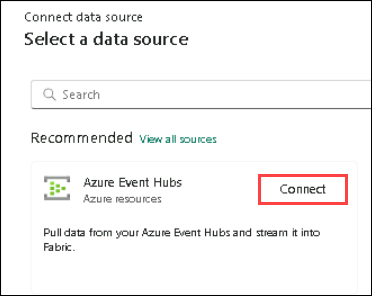 Connect data source
Select a data source
Search
Recommended View all sources
Azure Event Hubs
Azure resources
Connect
Pull data from your Azure Event Hubs and stream it into
Fabric.